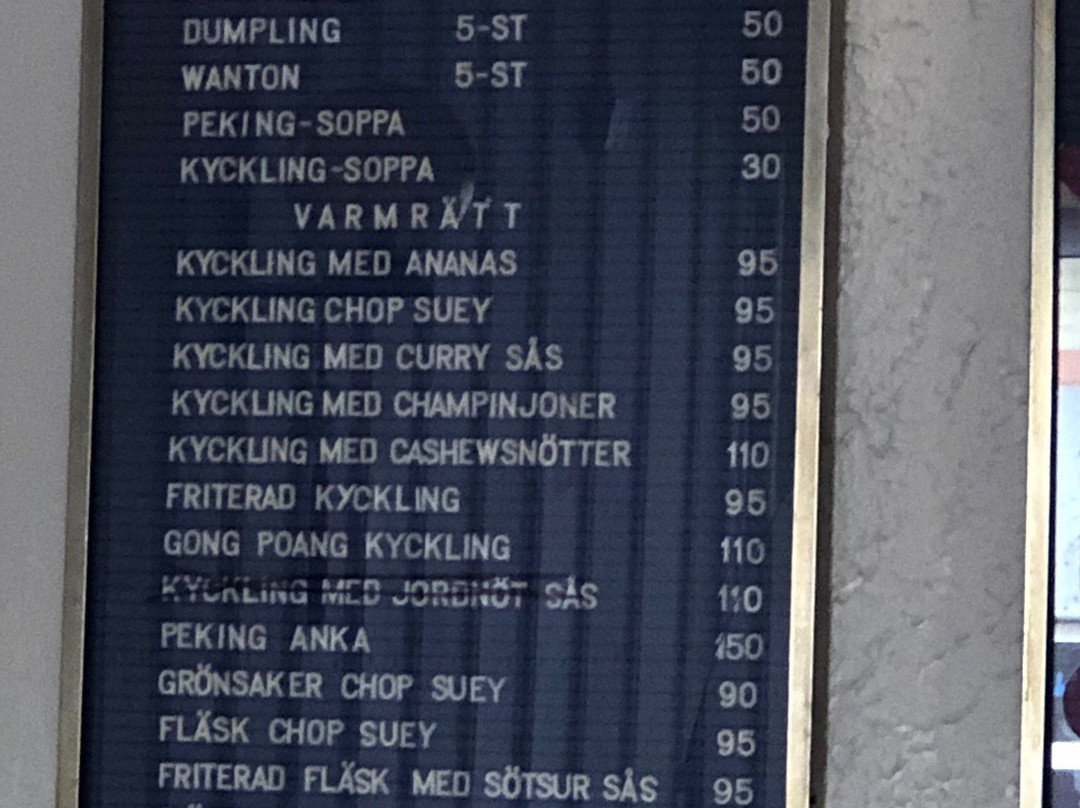 DUMPLING 5-ST 50
WANTON 5-ST 50
PEKING-SOPPA 50
KYCKLING-SOPPA 30
VARMRÄTT
KYCKLING MED ANANAS 95
KYCKLING CHOP SUEY 95
KYCKLING MED CURRY SÅS 95
KYCKLING MED CHAMPINJONER 95
KYCKLING MED CASHEWSNÖTTER 110
FRITERAD KYCKLING 95
GONG POANG KYCKLING 110
KYCKLING MED JORDNÖT SÅS 110
PEKING ANKA 150
GRÖNSAKER CHOP SUEY 90
FLÄSK CHOP SUEY 95
FRITERAD FLÄSK MED SÖTSUR SÅS 95